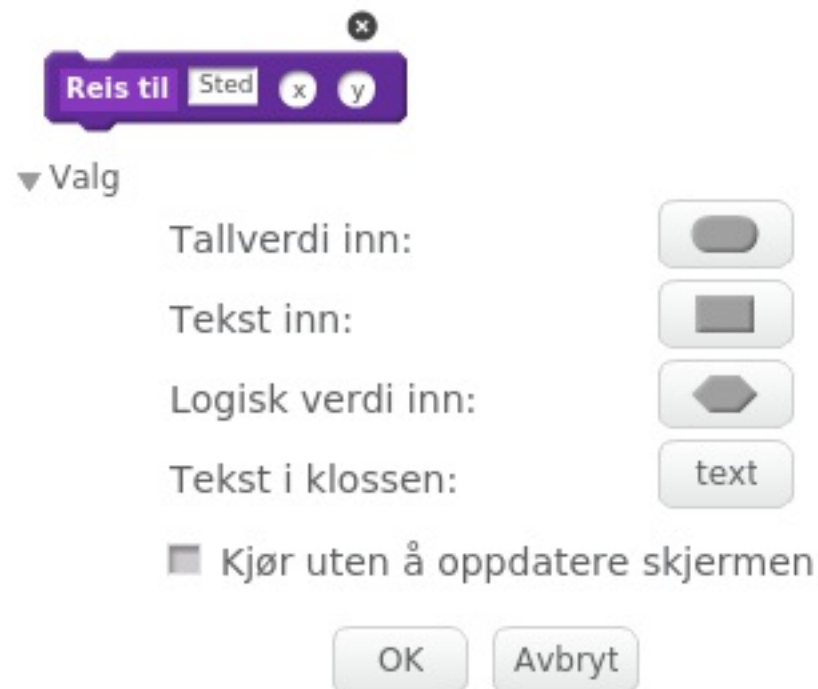 Reis til Sted x y
Valg
Tallverdi inn:
Tekst inn:
Logisk verdi inn:
Tekst i klossen: text
Kjør uten å oppdatere skjermen
OK Avbryt